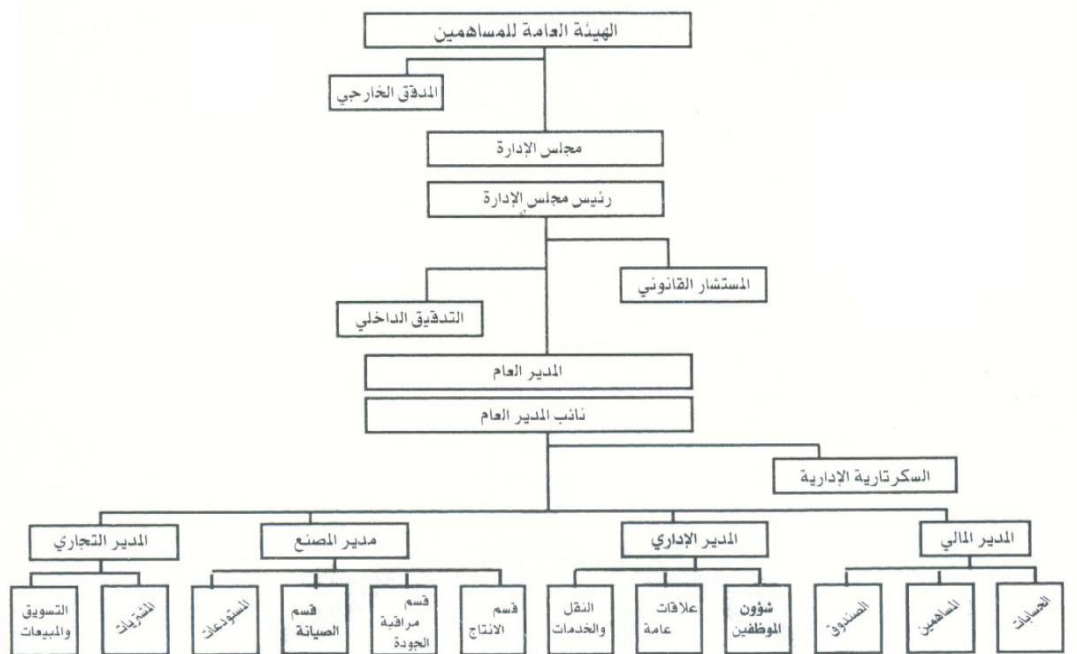 الهيئة العامة للمساهمين
المدقق الخارجي
مجلس الإدارة
رئيس مجلس الإدارة
المستشار القانوني
التدقيق الداخلي
المدير العام
نائب المدير العام
السكرتارية الإدارية
المدير المالي
المدير الإداري
مدير المصنع
المدير التجاري
الحسابات
المساهمين
الصندوق
شؤون
الموظفين
علاقات
عامة
النقل
والخدمات
قسم
الانتاج
قسم
مراقبة
الجودة
قسم
الصيانة
المستودعات
المشتريات
التسويق
والمبيعات